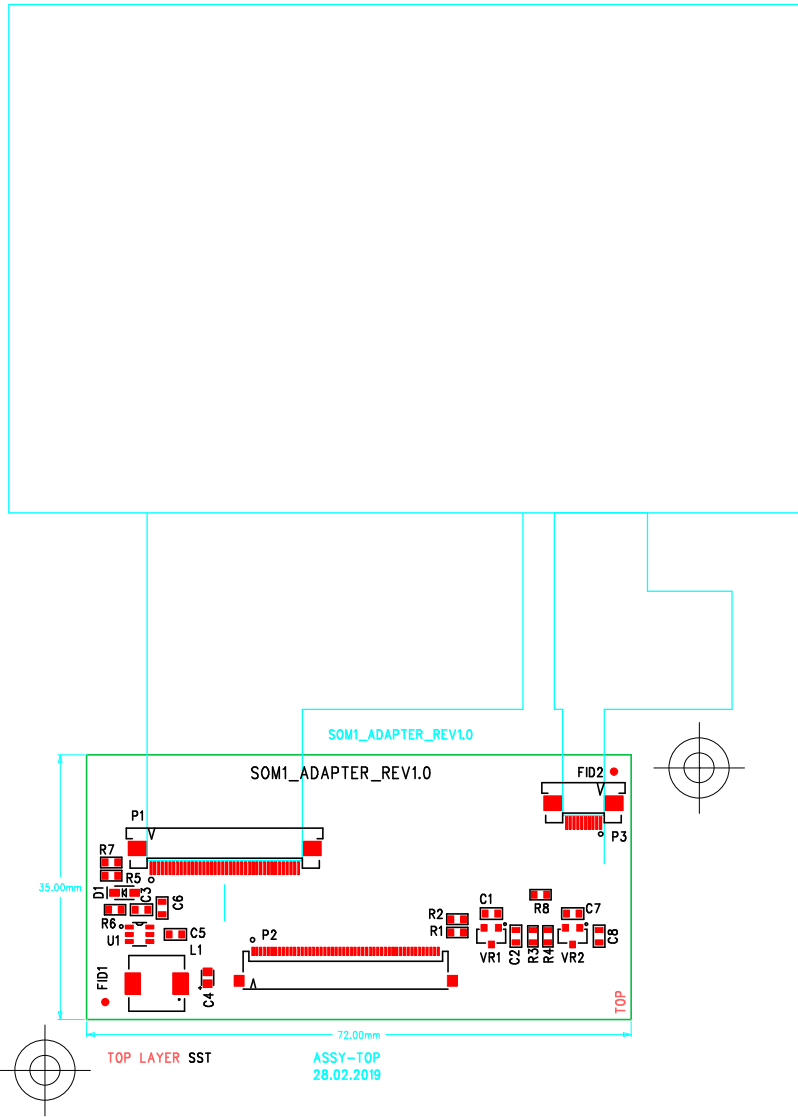 SOM1_ADAPTER_REV1.0
SOM1_ADAPTER_REV1.0
FID2
P1
P3
R7
R5
D1
C3
C6
R6
U1
C5
L1
FID1
C4
P2
R2
R1
C1
VR1
C2
R3
R4
R8
C7
VR2
C8
TOP
35.00mm
72.00mm
TOP LAYER SST
ASSY-TOP
28.02.2019